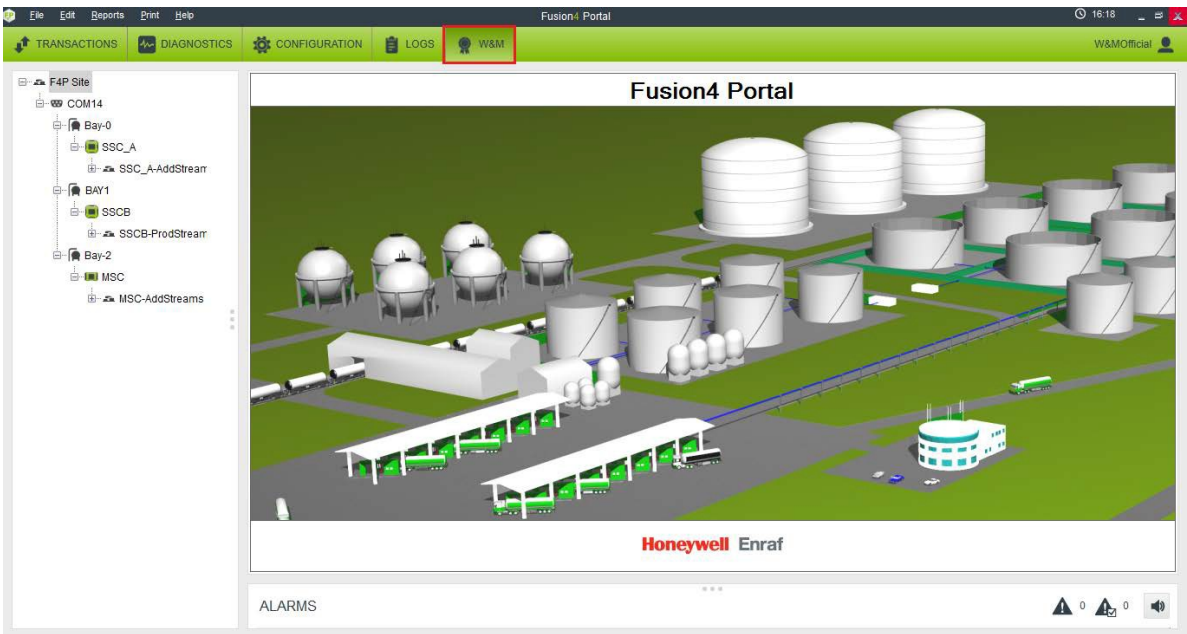 File Edit Reports Print Help Fusion4 Portal 16:18
TRANSACTIONS DIAGNOSTICS CONFIGURATION LOGS W&M W&MOfficial
F4P Site
COM14
Bay-0
SSC_A
SSC_A-AddStream
BAY1
SSCB
SSCB-ProdStream
Bay-2
MSC
MSC-AddStreams
Fusion4 Portal
Honeywell Enraf
ALARMS 0 0